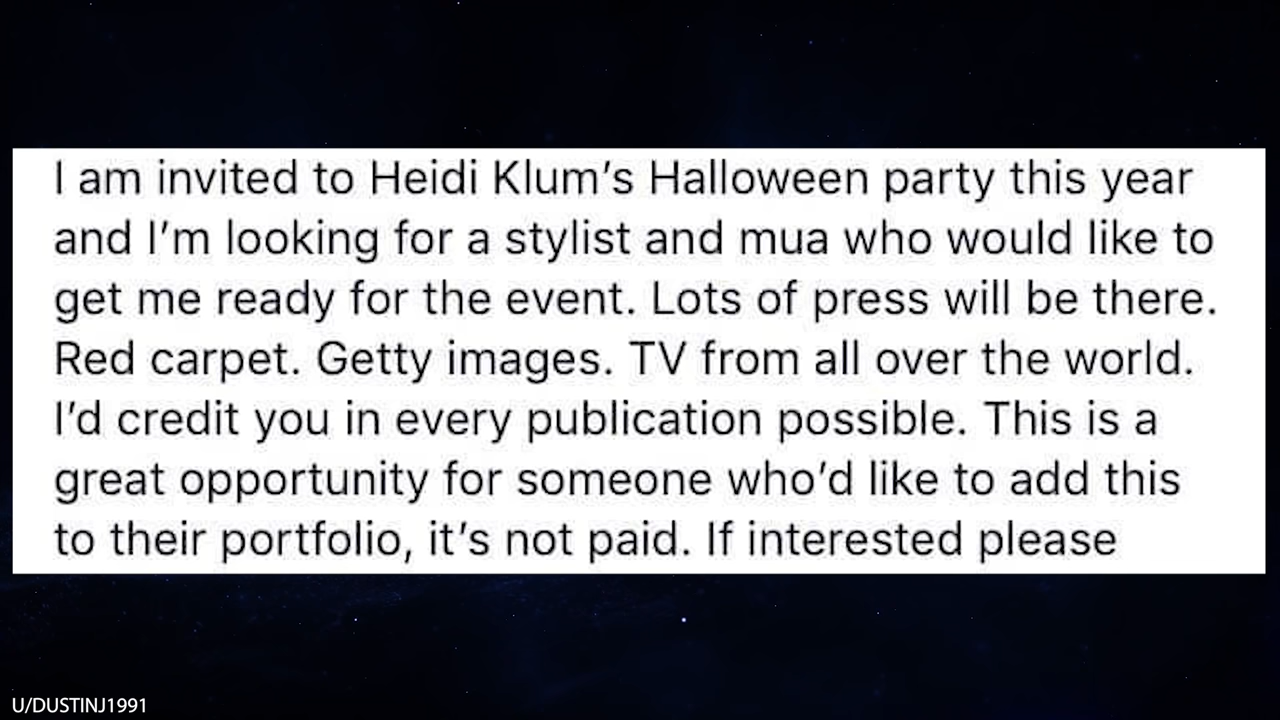 I am invited to Heidi Klum’s Halloween party this year
and I’m looking for a stylist and mua who would like to
get me ready for the event. Lots of press will be there.
Red carpet. Getty images. TV from all over the world.
I’d credit you in every publication possible. This is a
great opportunity for someone who’d like to add this
to their portfolio, it’s not paid. If interested please
U/DUSTINJ1991